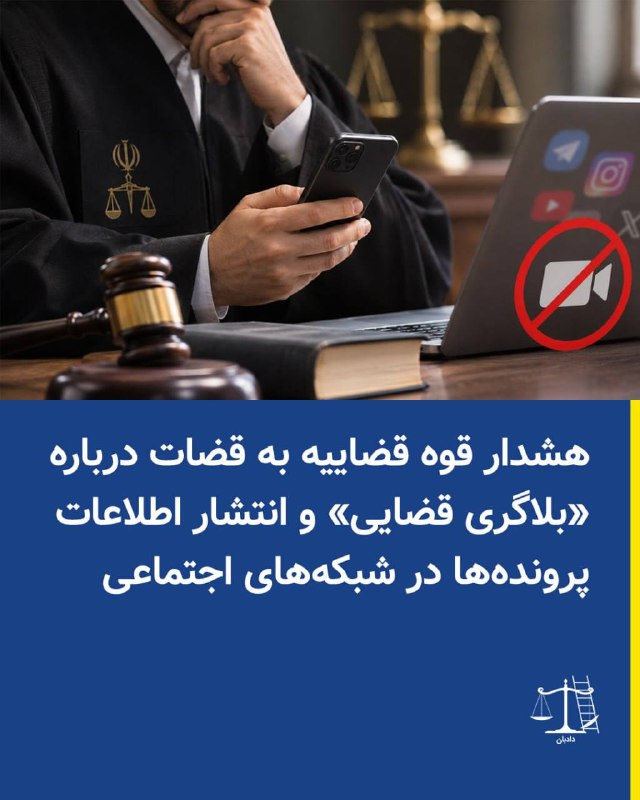 هشدار قوه قضاییه به قضات درباره
«بلاگری قضایی» و انتشار اطلاعات
پرونده‌ها در شبکه‌های اجتماعی
دادبان